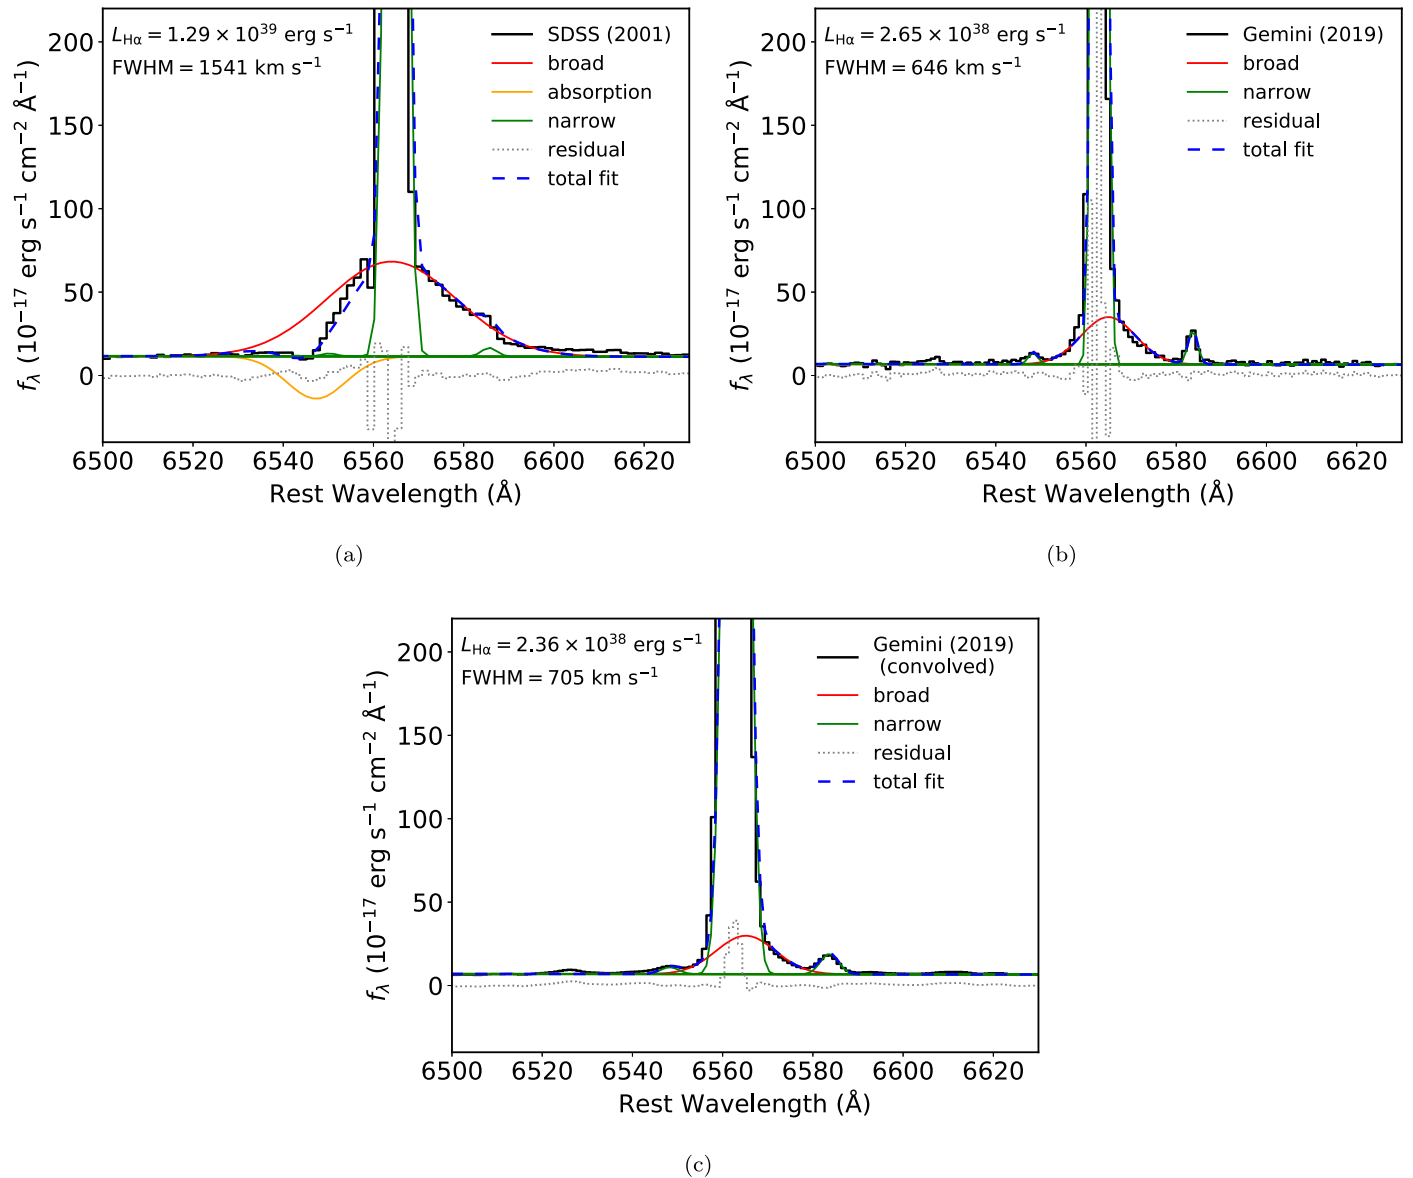 L_Hα = 1.29 × 10³⁹ erg s⁻¹
FWHM = 1541 km s⁻¹
SDSS (2001)
broad
absorption
narrow
residual
total fit
200
150
100
50
0
f_λ (10⁻¹⁷ erg s⁻¹ cm⁻² Å⁻¹)
6500 6520 6540 6560 6580 6600 6620
Rest Wavelength (Å)
(a)
L_Hα = 2.65 × 10³⁸ erg s⁻¹
FWHM = 646 km s⁻¹
Gemini (2019)
broad
narrow
residual
total fit
200
150
100
50
0
f_λ (10⁻¹⁷ erg s⁻¹ cm⁻² Å⁻¹)
6500 6520 6540 6560 6580 6600 6620
Rest Wavelength (Å)
(b)
L_Hα = 2.36 × 10³⁸ erg s⁻¹
FWHM = 705 km s⁻¹
Gemini (2019)
(convolved)
broad
narrow
residual
total fit
200
150
100
50
0
f_λ (10⁻¹⁷ erg s⁻¹ cm⁻² Å⁻¹)
6500 6520 6540 6560 6580 6600 6620
Rest Wavelength (Å)
(c)